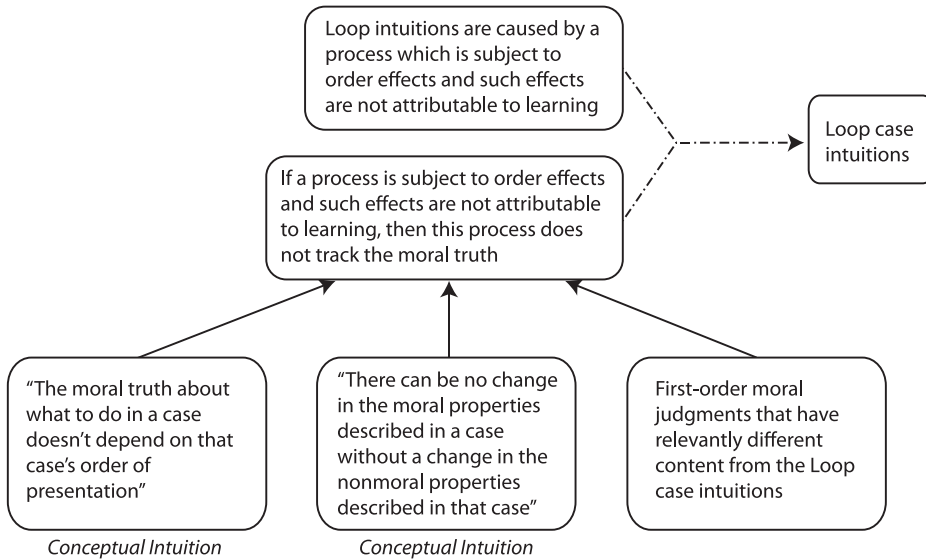 Loop intuitions are caused by a
process which is subject to
order effects and such effects
are not attributable to learning
Loop case
intuitions
If a process is subject to order effects
and such effects are not attributable
to learning, then this process does
not track the moral truth
“The moral truth about
what to do in a case
doesn’t depend on that
case’s order of
presentation”
Conceptual Intuition
“There can be no change
in the moral properties
described in a case
without a change in the
nonmoral properties
described in that case”
Conceptual Intuition
First-order moral
judgments that have
relevantly different
content from the Loop
case intuitions